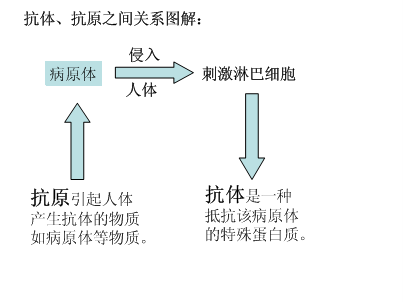 抗体、抗原之间关系图解：
侵入
病原体
刺激淋巴细胞
人体
抗原引起人体
产生抗体的物质
如病原体等物质。
抗体是一种
抵抗该病原体
的特殊蛋白质。